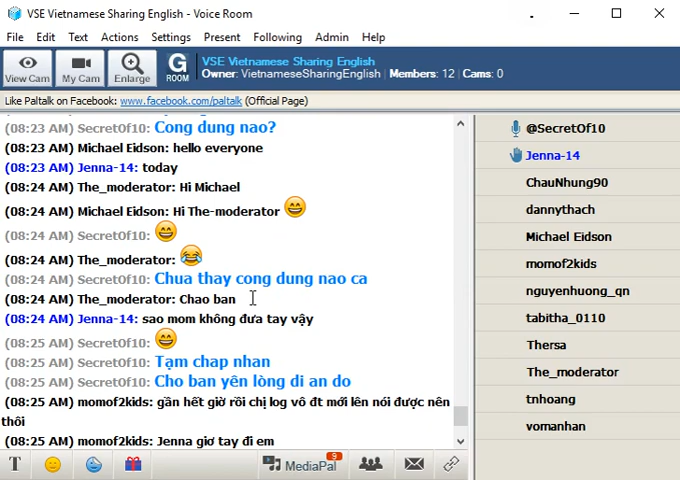 VSE Vietnamese Sharing English - Voice Room
File Edit Text Actions Settings Present Following Admin Help
View Cam
My Cam
Enlarge
G ROOM
VSE Vietnamese Sharing English
Owner: VietnameseSharingEnglish | Members: 12 | Cams: 0
Like Paltalk on Facebook: www.facebook.com/paltalk (Official Page)
(08:23 AM) SecretOf10: Cong dung nao?
(08:23 AM) Michael Eidson: hello everyone
(08:23 AM) Jenna-14: today
(08:24 AM) The_moderator: Hi Michael
(08:24 AM) Michael Eidson: Hi The-moderator
(08:24 AM) SecretOf10:
(08:24 AM) The_moderator:
(08:24 AM) SecretOf10: Chua thay cong dung nao ca
(08:24 AM) The_moderator: Chao ban
(08:24 AM) Jenna-14: sao mom không đưa tay vậy
(08:25 AM) SecretOf10:
(08:25 AM) SecretOf10: Tạm chap nhan
(08:25 AM) SecretOf10: Cho ban yên lòng di an do
(08:25 AM) momof2kids: gần hết giờ rồi chị log vô đt mới lên nói được nên
thôi
(08:25 AM) momof2kids: Jenna giơ tay đi em
@SecretOf10
Jenna-14
ChauNhung90
dannythach
Michael Eidson
momof2kids
nguyenhuong_qn
tabitha_0110
Thersa
The_moderator
tnhoang
vomanhan
T
MediaPal
9